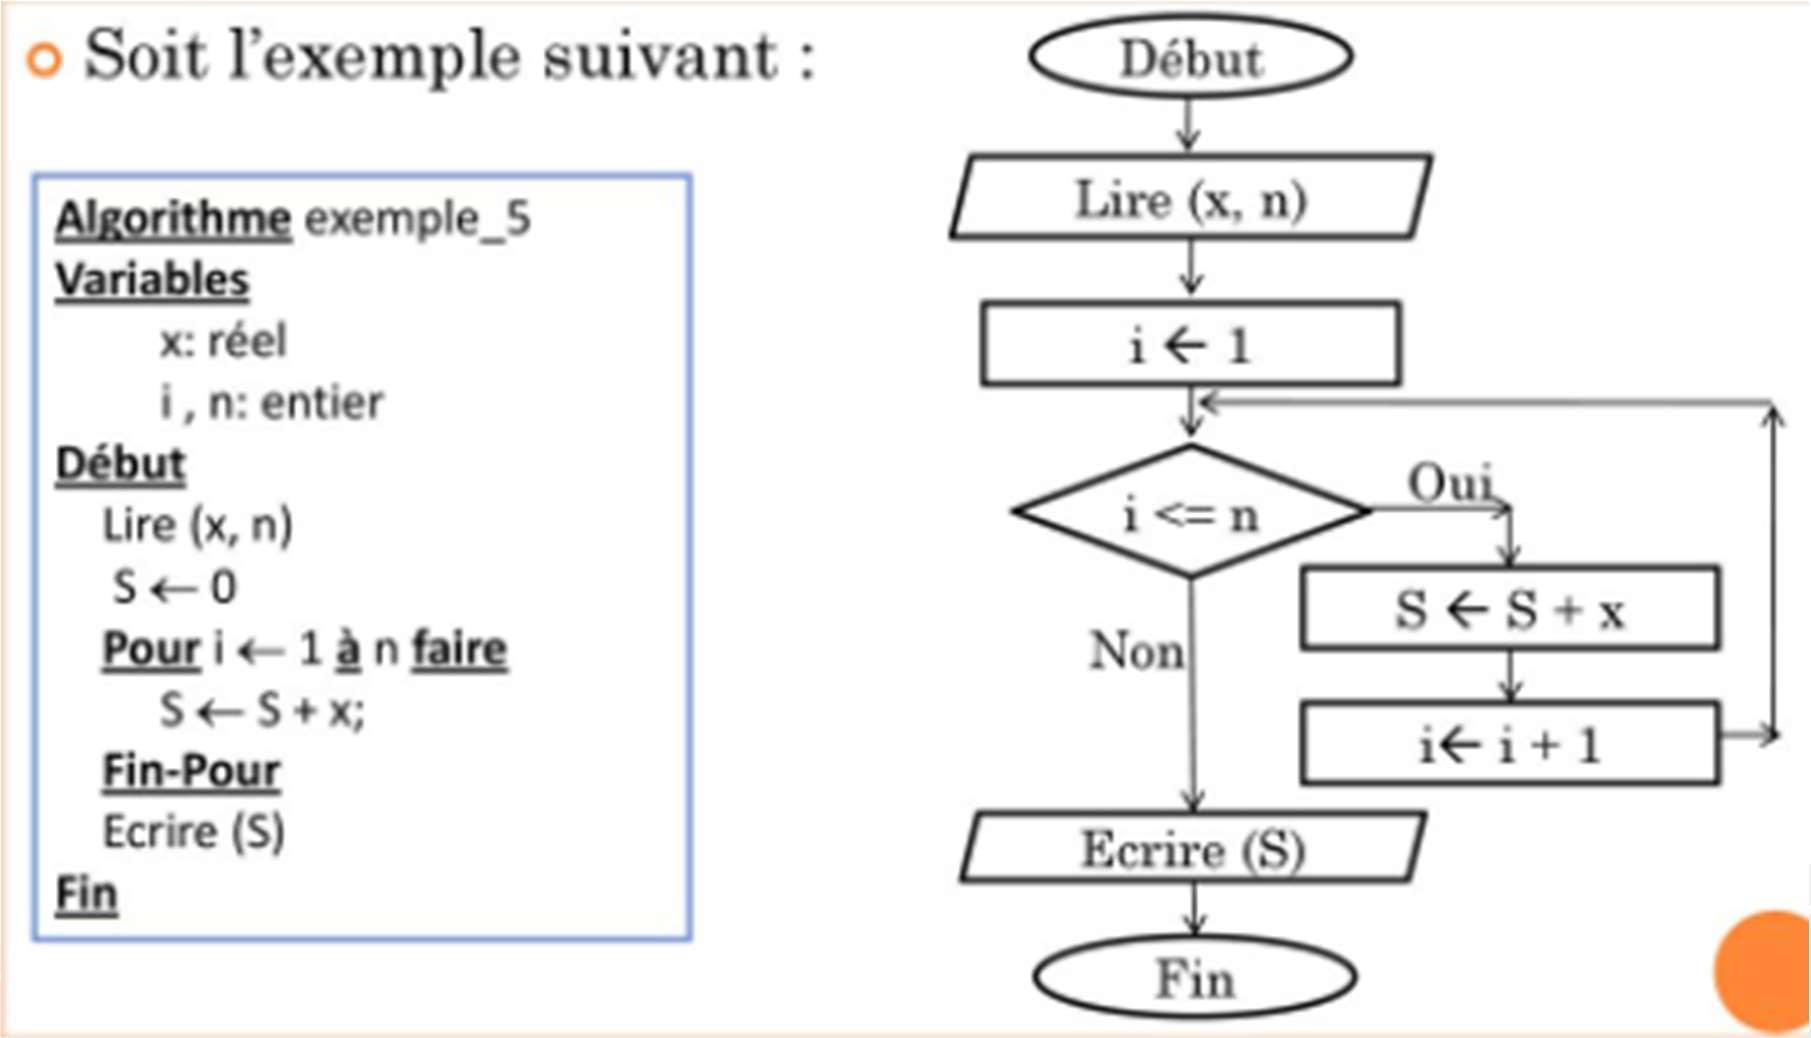 Soit l'exemple suivant :
Algorithme exemple_5
Variables
x: réel
i , n: entier
Début
Lire (x, n)
S ← 0
Pour i ← 1 à n faire
S ← S + x;
Fin-Pour
Ecrire (S)
Fin
Début
Lire (x, n)
i ← 1
i <= n
Oui
S ← S + x
i← i + 1
Non
Ecrire (S)
Fin